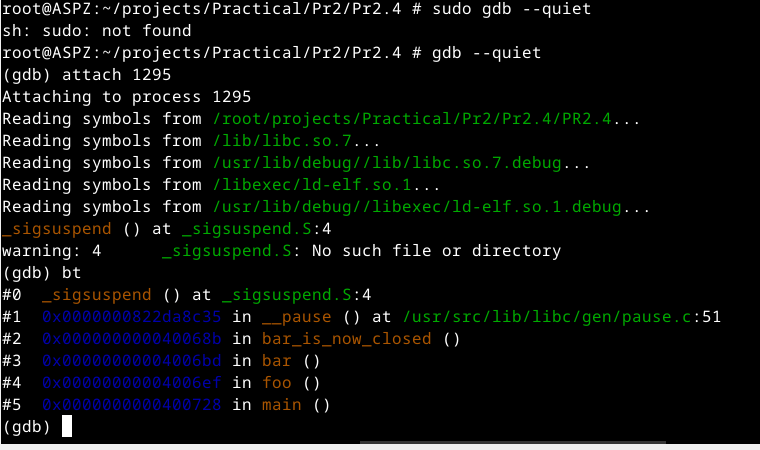 root@ASPZ:~/projects/Practical/Pr2/Pr2.4 # sudo gdb --quiet
sh: sudo: not found
root@ASPZ:~/projects/Practical/Pr2/Pr2.4 # gdb --quiet
(gdb) attach 1295
Attaching to process 1295
Reading symbols from /root/projects/Practical/Pr2/Pr2.4/PR2.4...
Reading symbols from /lib/libc.so.7...
Reading symbols from /usr/lib/debug//lib/libc.so.7.debug...
Reading symbols from /libexec/ld-elf.so.1...
Reading symbols from /usr/lib/debug//libexec/ld-elf.so.1.debug...
_sigsuspend () at _sigsuspend.S:4
warning: 4      _sigsuspend.S: No such file or directory
(gdb) bt
#0  _sigsuspend () at _sigsuspend.S:4
#1  0x0000000822da8c35 in __pause () at /usr/src/lib/libc/gen/pause.c:51
#2  0x000000000040068b in bar_is_now_closed ()
#3  0x00000000004006bd in bar ()
#4  0x00000000004006ef in foo ()
#5  0x0000000000400728 in main ()
(gdb)